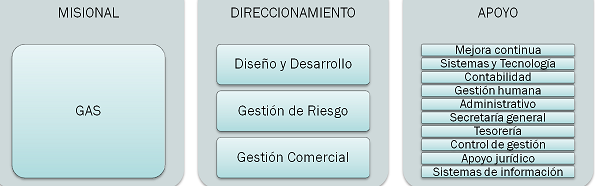 MISIONAL
GAS
DIRECCIONAMIENTO
Diseño y Desarrollo
Gestión de Riesgo
Gestión Comercial
APOYO
Mejora continua
Sistemas y Tecnología
Contabilidad
Gestión humana
Administrativo
Secretaría general
Tesorería
Control de gestión
Apoyo jurídico
Sistemas de información